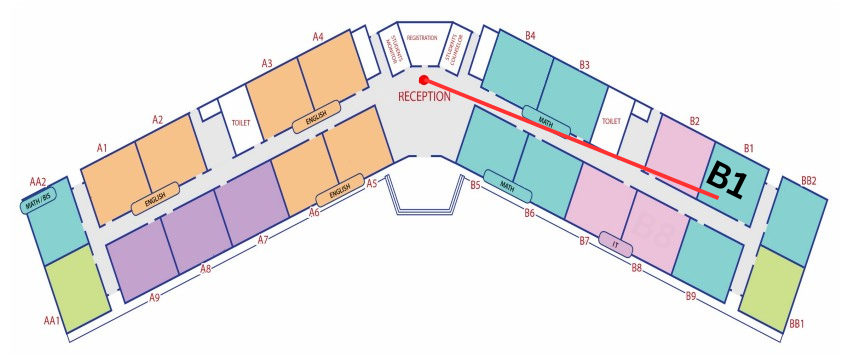 B4
A4
REGISTRATION
STUDENTS MONITOR
STUDENTS COUNSELOR
A3
B3
RECEPTION
ENGLISH
MATH
TOILET
TOILET
A2
B2
A1
B1
B1
AA2
MATH /BIS
ENGLISH
ENGLISH
A5
B5
MATH
BB2
A6
B6
A7
B7
B8
IT
A8
B8
A9
B9
AA1
BB1